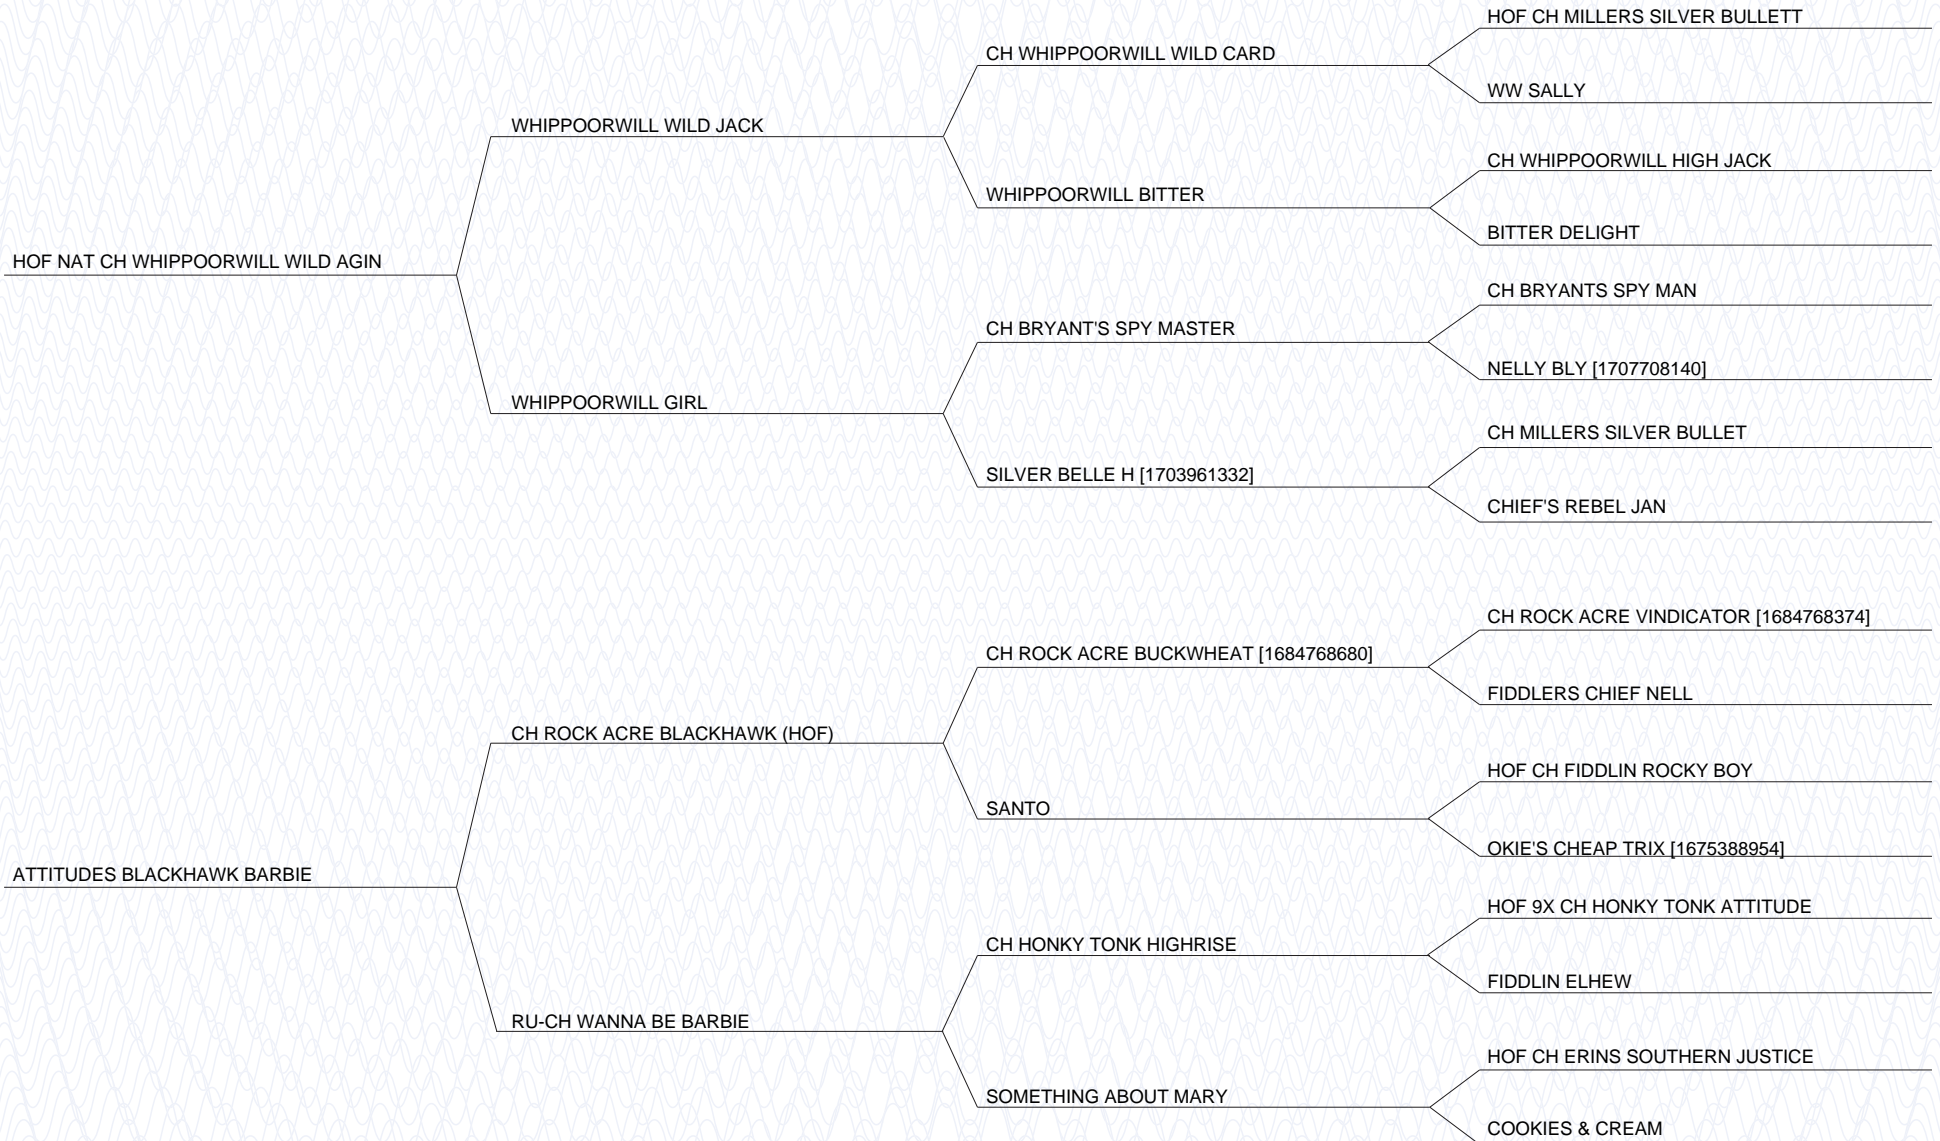 HOF CH MILLERS SILVER BULLETT
CH WHIPPOORWILL WILD CARD
WW SALLY
WHIPPOORWILL WILD JACK
CH WHIPPOORWILL HIGH JACK
WHIPPOORWILL BITTER
BITTER DELIGHT
HOF NAT CH WHIPPOORWILL WILD AGIN
CH BRYANTS SPY MAN
CH BRYANT'S SPY MASTER
NELLY BLY [1707708140]
WHIPPOORWILL GIRL
CH MILLERS SILVER BULLET
SILVER BELLE H [1703961332]
CHIEF'S REBEL JAN
CH ROCK ACRE VINDICATOR [1684768374]
CH ROCK ACRE BUCKWHEAT [1684768680]
FIDDLERS CHIEF NELL
CH ROCK ACRE BLACKHAWK (HOF)
HOF CH FIDDLIN ROCKY BOY
SANTO
OKIE'S CHEAP TRIX [1675388954]
ATTITUDES BLACKHAWK BARBIE
HOF 9X CH HONKY TONK ATTITUDE
CH HONKY TONK HIGHRISE
FIDDLIN ELHEW
RU-CH WANNA BE BARBIE
HOF CH ERINS SOUTHERN JUSTICE
SOMETHING ABOUT MARY
COOKIES & CREAM